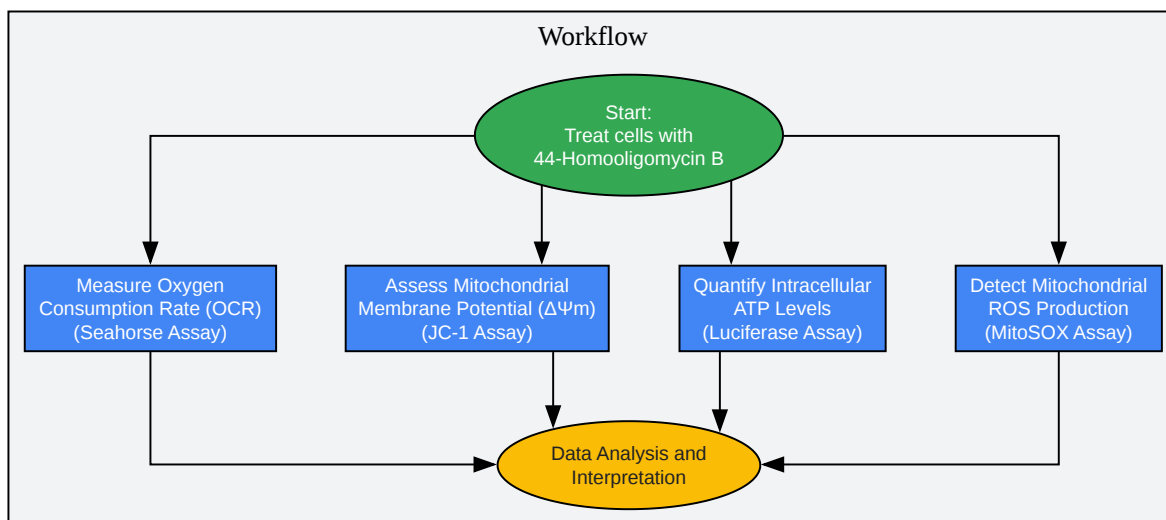 Workflow
Start:
Treat cells with
44-Homooligomycin B
Measure Oxygen
Consumption Rate (OCR)
(Seahorse Assay)
Assess Mitochondrial
Membrane Potential (ΔΨm)
(JC-1 Assay)
Quantify Intracellular
ATP Levels
(Luciferase Assay)
Detect Mitochondrial
ROS Production
(MitoSOX Assay)
Data Analysis and
Interpretation